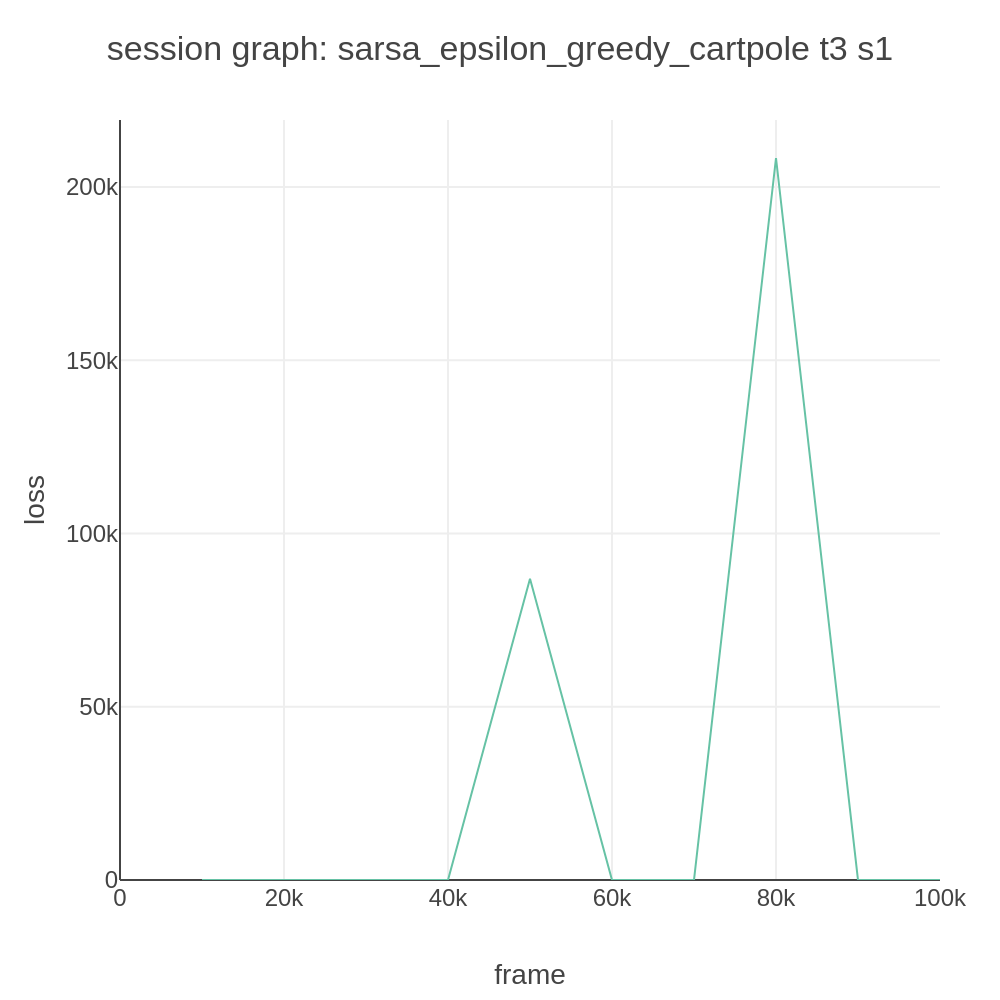 session graph: sarsa_epsilon_greedy_cartpole t3 s1
200k
150k
100k
50k
0
0 20k 40k 60k 80k 100k
loss
frame